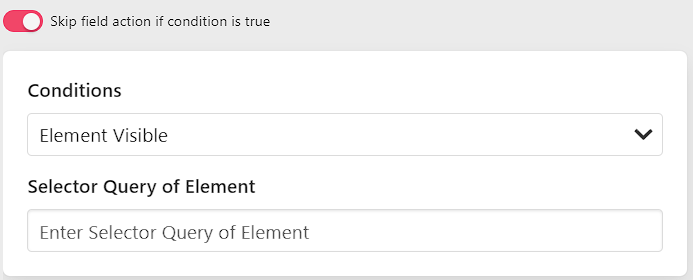 Skip field action if condition is true
Conditions
Element Visible
Selector Query of Element
Enter Selector Query of Element